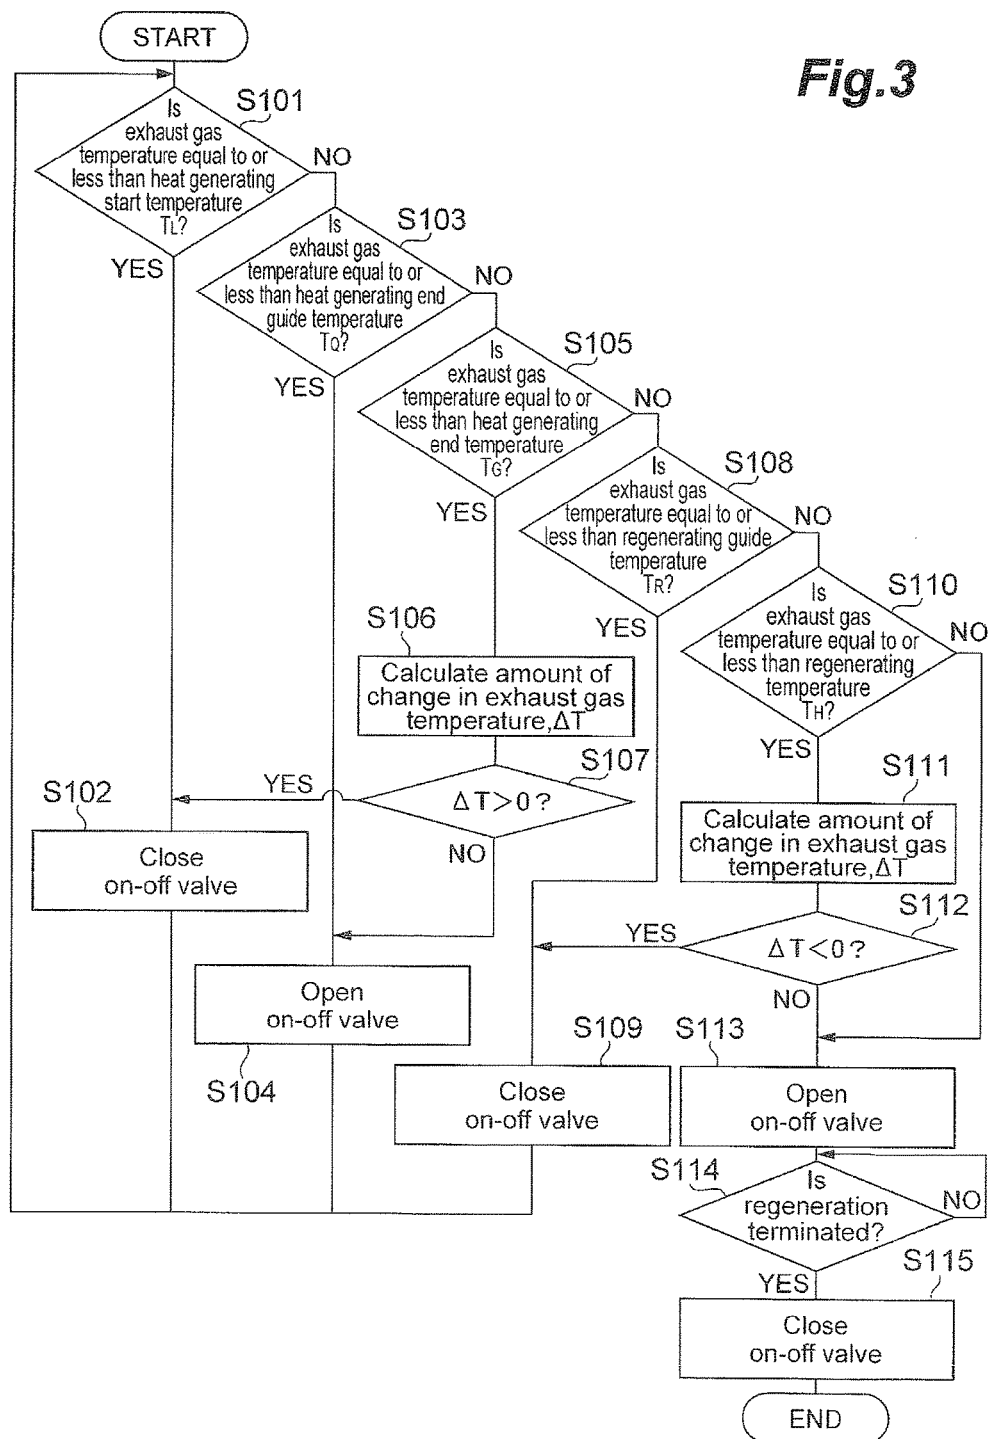 START
Fig.3
S101
Is
exhaust gas
temperature equal to or
less than heat generating
start temperature
TL?
NO
YES
S103
Is
exhaust gas
temperature equal to or
less than heat generating end
guide temperature
TQ?
NO
YES
S105
Is
exhaust gas
temperature equal to or
less than heat generating
end temperature
TG?
NO
YES
S108
Is
exhaust gas
temperature equal to or
less than regenerating guide
temperature
TR?
NO
YES
S110
Is
exhaust gas
temperature equal to or
less than regenerating
temperature
TH?
NO
YES
S106
Calculate amount of
change in exhaust gas
temperature,ΔT
S107
ΔT>0?
YES
NO
S102
Close
on-off valve
S111
Calculate amount of
change in exhaust gas
temperature,ΔT
S112
ΔT<0?
YES
NO
Open
on-off valve
S104
S109
Close
on-off valve
S113
Open
on-off valve
S114
Is
regeneration
terminated?
NO
YES
S115
Close
on-off valve
END